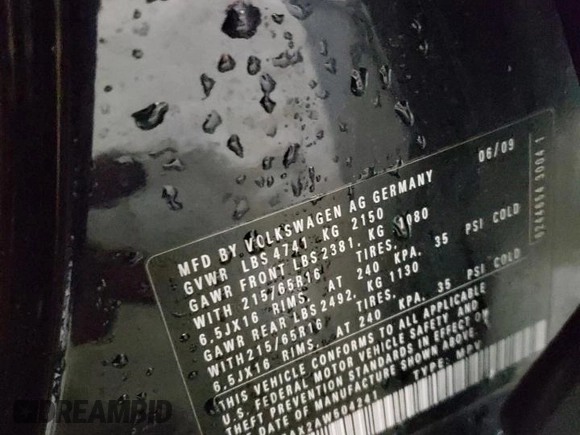 MFD BY VOLKSWAGEN AG GERMANY 06/09
GVWR LBS 4741 KG 2150
GAWR FRONT LBS 2381, KG 1080
WITH 215/65R16 TIRES,
6.5JX16 RIMS, AT 240 KPA, 35 PSI COLD
GAWR REAR LBS 2492, KG 1130
WITH 215/65R16 TIRES,
6.5JX16 RIMS, AT 240 KPA, 35 PSI COLD
THIS VEHICLE CONFORMS TO ALL APPLICABLE
U.S. FEDERAL MOTOR VEHICLE SAFETY AND
THEFT PREVENTION STANDARDS IN EFFECT ON
DATE OF MANUFACTURE SHOWN ABOVE.
TYPE: MPV
DREAMBID